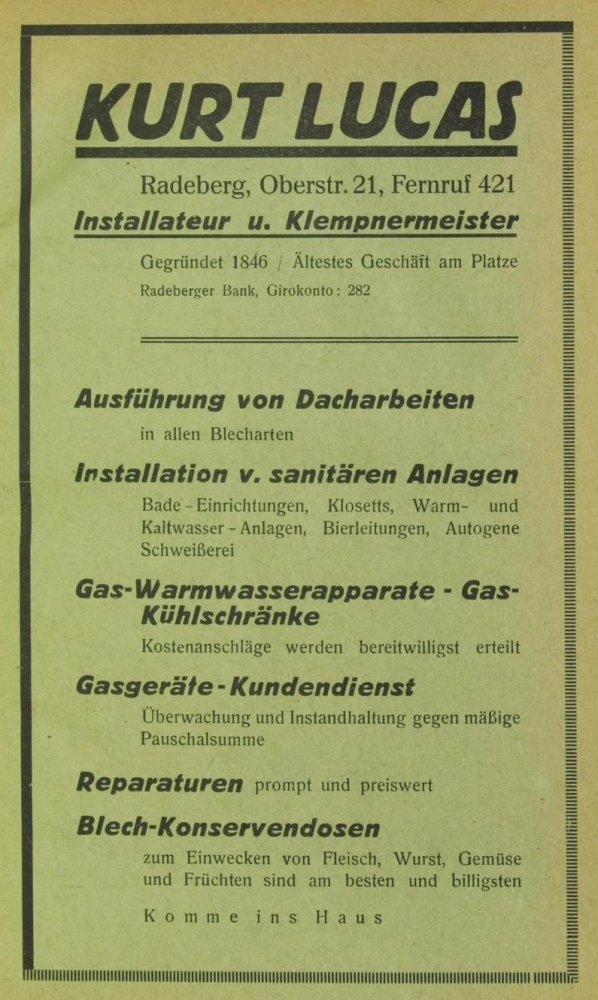 KURT LUCAS
Radeberg, Oberstr. 21, Fernruf 421
Installateur u. Klempnermeister
Gegründet 1846 / Ältestes Geschäft am Platze
Radeberger Bank, Girokonto: 282
Ausführung von Dacharbeiten
in allen Blecharten
Installation v. sanitären Anlagen
Bade-Einrichtungen, Klosetts, Warm- und
Kaltwasser-Anlagen, Bierleitungen, Autogene
Schweißerei
Gas-Warmwasserapparate - Gas-
Kühlschränke
Kostenanschläge werden bereitwilligst erteilt
Gasgeräte-Kundendienst
Überwachung und Instandhaltung gegen mäßige
Pauschalsumme
Reparaturen prompt und preiswert
Blech-Konservendosen
zum Einwecken von Fleisch, Wurst, Gemüse
und Früchten sind am besten und billigsten
Komme ins Haus